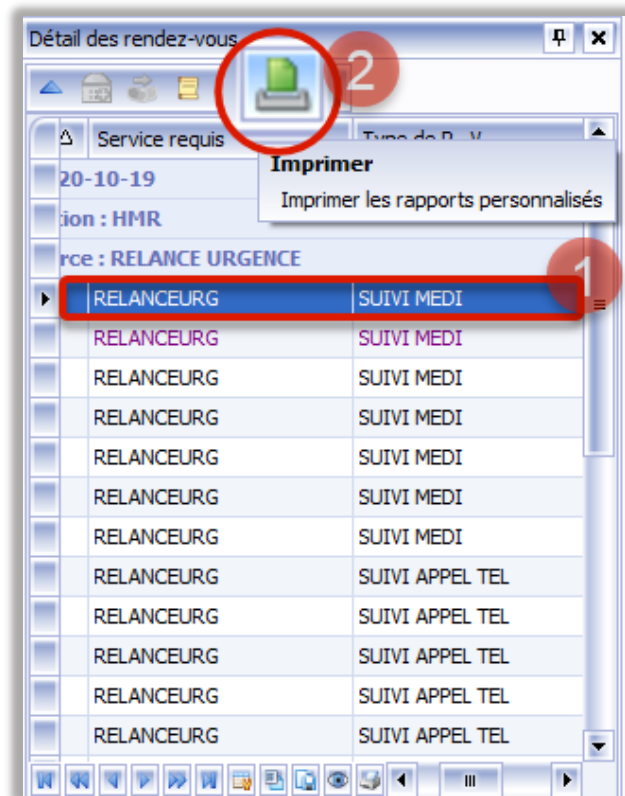 Détail des rendez-vous
2
Service requis
Type de R.-V.
Imprimer
Imprimer les rapports personnalisés
20-10-19
tion : HMR
rce : RELANCE URGENCE
1
RELANCEURG SUIVI MEDI
RELANCEURG SUIVI MEDI
RELANCEURG SUIVI MEDI
RELANCEURG SUIVI MEDI
RELANCEURG SUIVI MEDI
RELANCEURG SUIVI MEDI
RELANCEURG SUIVI MEDI
RELANCEURG SUIVI APPEL TEL
RELANCEURG SUIVI APPEL TEL
RELANCEURG SUIVI APPEL TEL
RELANCEURG SUIVI APPEL TEL
RELANCEURG SUIVI APPEL TEL